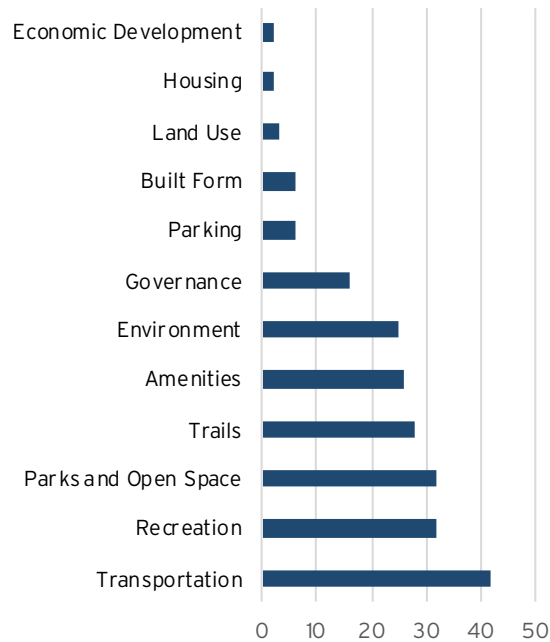 Economic Development
Housing
Land Use
Built Form
Parking
Governance
Environment
Amenities
Trails
Parks and Open Space
Recreation
Transportation
0 10 20 30 40 50